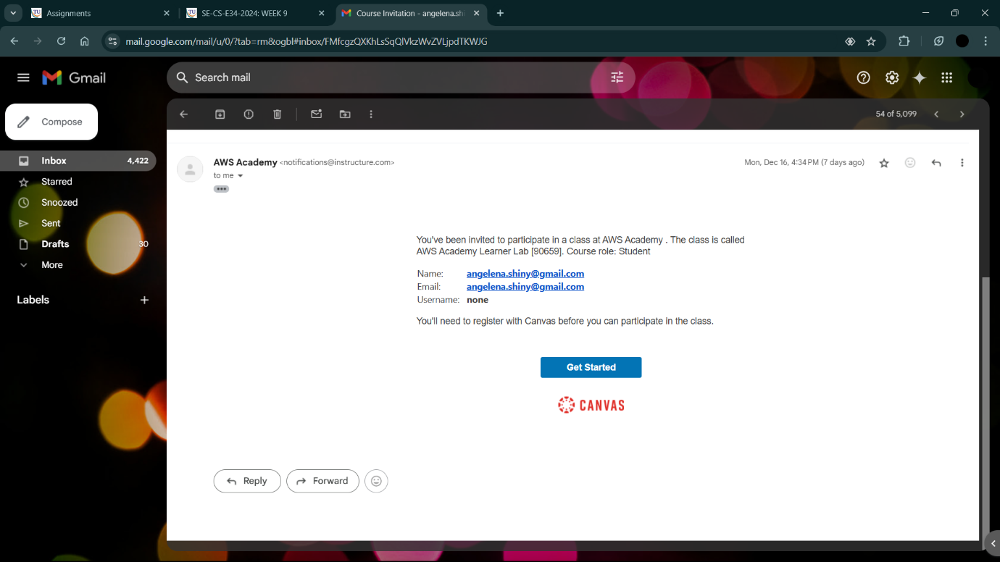 Assignments
SE-CS-E34-2024: WEEK 9
Course Invitation - angelena.shi
mail.google.com/mail/u/0/?tab=rm&ogbl#inbox/FMfcgzQXKhLsSqQlVkzWvZVLjpdTKWJG
Gmail
Search mail
Compose
54 of 5,099
Inbox 4,422
Starred
Snoozed
Sent
Drafts 30
More
Labels
AWS Academy <notifications@instructure.com>
Mon, Dec 16, 4:34 PM (7 days ago)
to me
You've been invited to participate in a class at AWS Academy . The class is called
AWS Academy Learner Lab [90659]. Course role: Student
Name: angelena.shiny@gmail.com
Email: angelena.shiny@gmail.com
Username: none
You'll need to register with Canvas before you can participate in the class.
Get Started
CANVAS
Reply
Forward